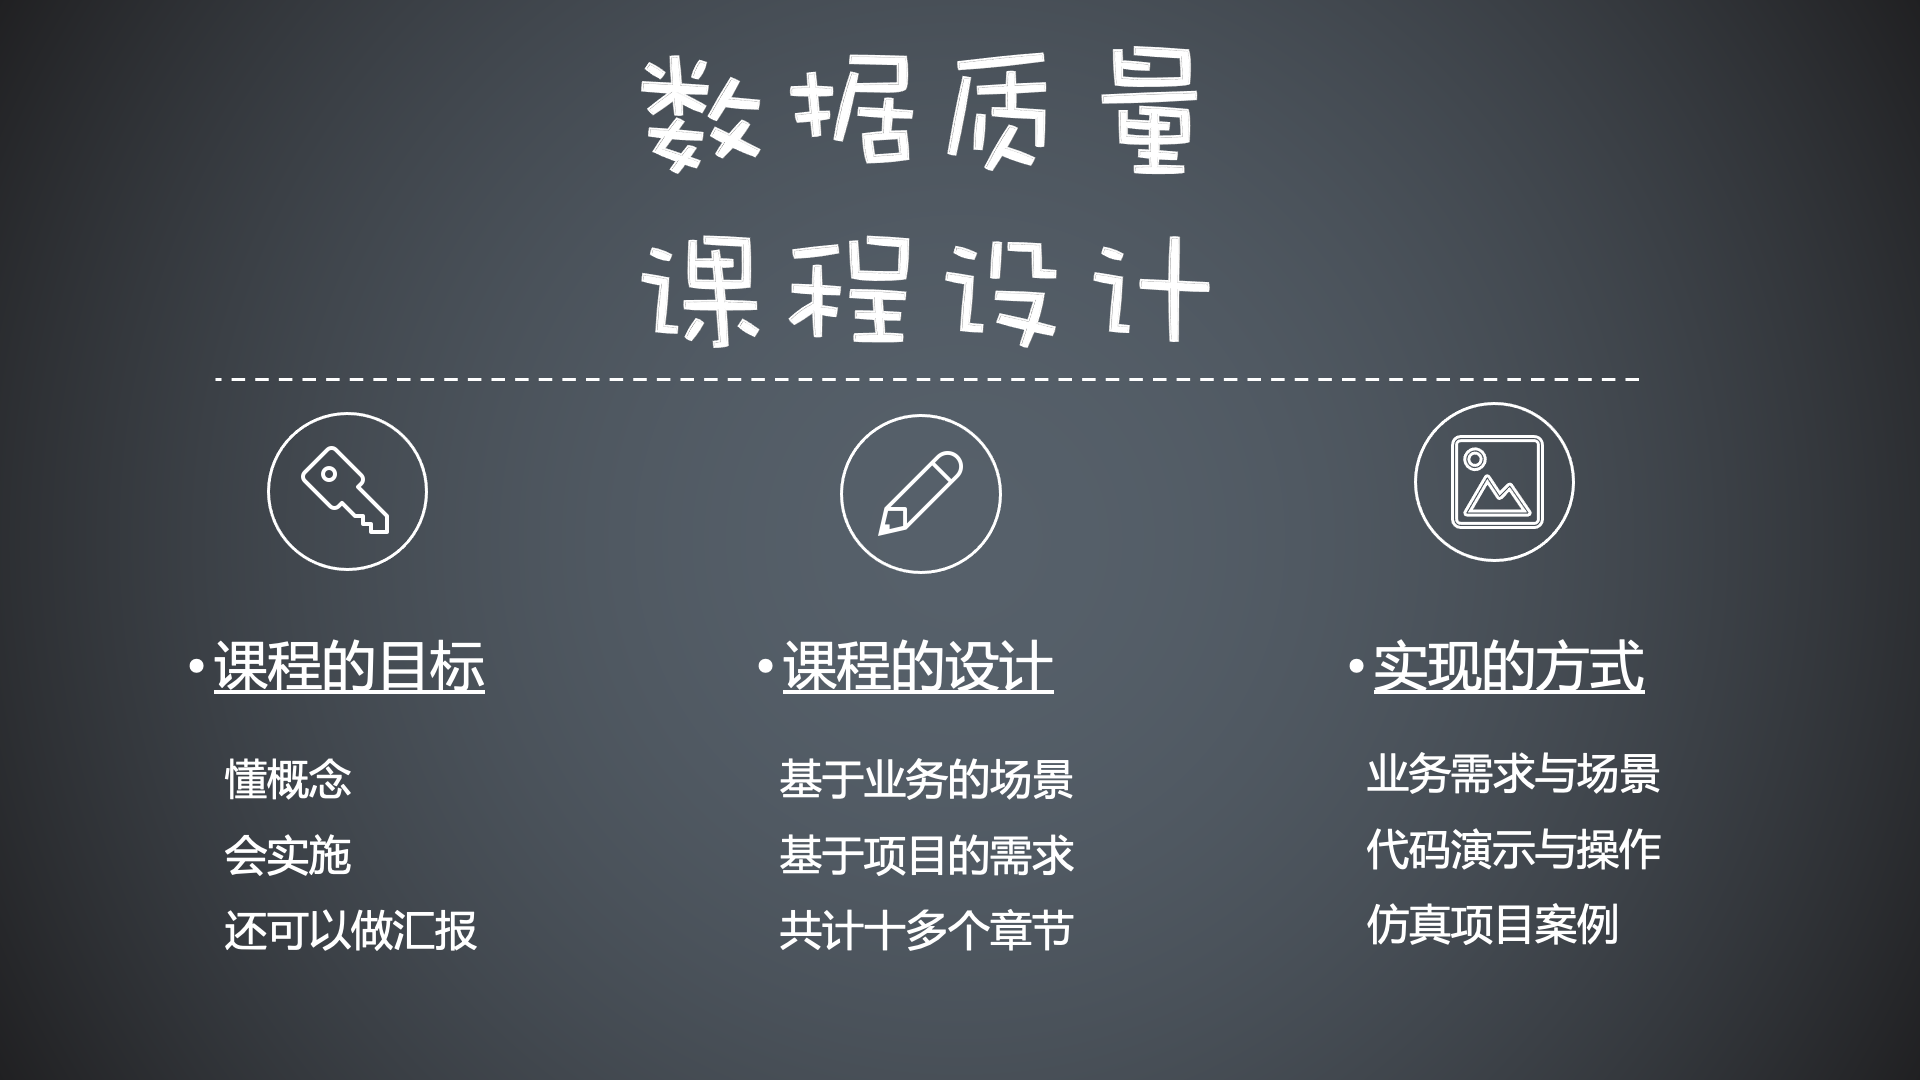 数据质量
课程设计
•课程的目标
懂概念
会实施
还可以做汇报
•课程的设计
基于业务的场景
基于项目的需求
共计十多个章节
•实现的方式
业务需求与场景
代码演示与操作
仿真项目案例